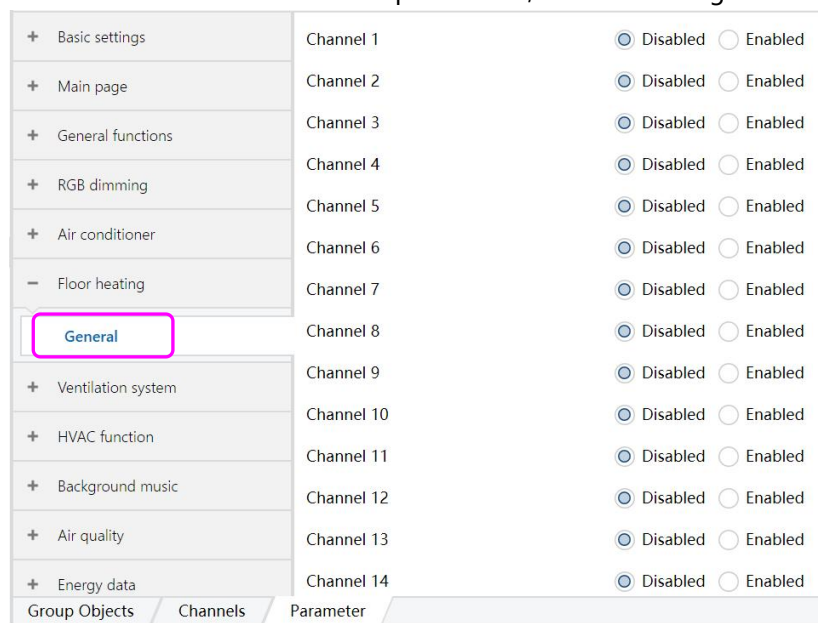 Basic settings
Main page
General functions
RGB dimming
Air conditioner
Floor heating
General
Ventilation system
HVAC function
Background music
Air quality
Energy data
Channel 1 Disabled Enabled
Channel 2 Disabled Enabled
Channel 3 Disabled Enabled
Channel 4 Disabled Enabled
Channel 5 Disabled Enabled
Channel 6 Disabled Enabled
Channel 7 Disabled Enabled
Channel 8 Disabled Enabled
Channel 9 Disabled Enabled
Channel 10 Disabled Enabled
Channel 11 Disabled Enabled
Channel 12 Disabled Enabled
Channel 13 Disabled Enabled
Channel 14 Disabled Enabled
Group Objects Channels Parameter